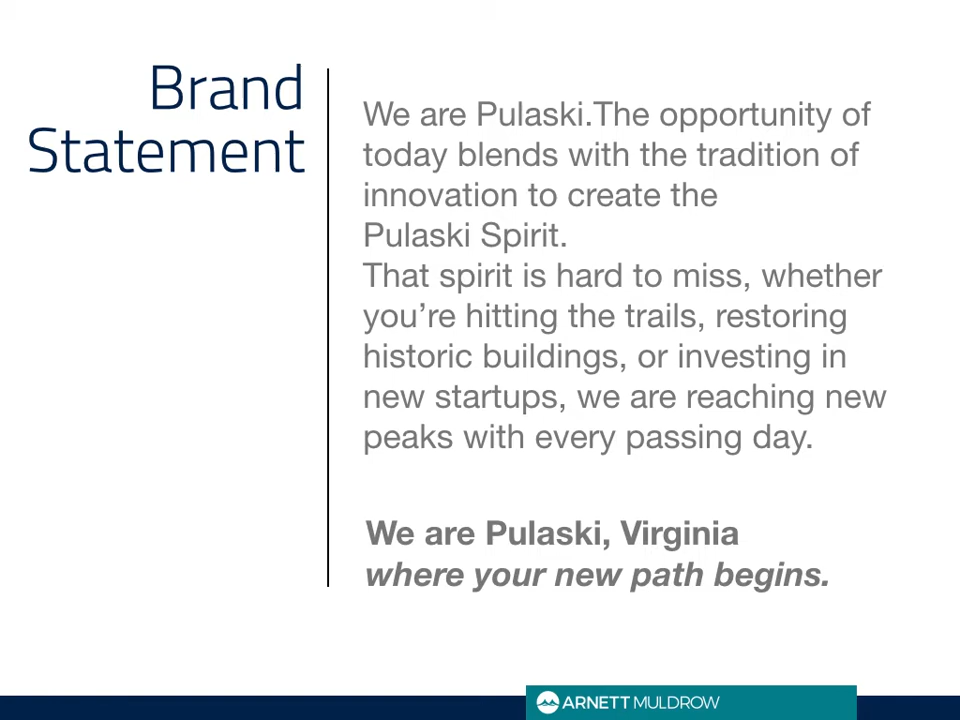 Brand
Statement
We are Pulaski.The opportunity of
today blends with the tradition of
innovation to create the
Pulaski Spirit.
That spirit is hard to miss, whether
you’re hitting the trails, restoring
historic buildings, or investing in
new startups, we are reaching new
peaks with every passing day.
We are Pulaski, Virginia
where your new path begins.
ARNETT MULDROW